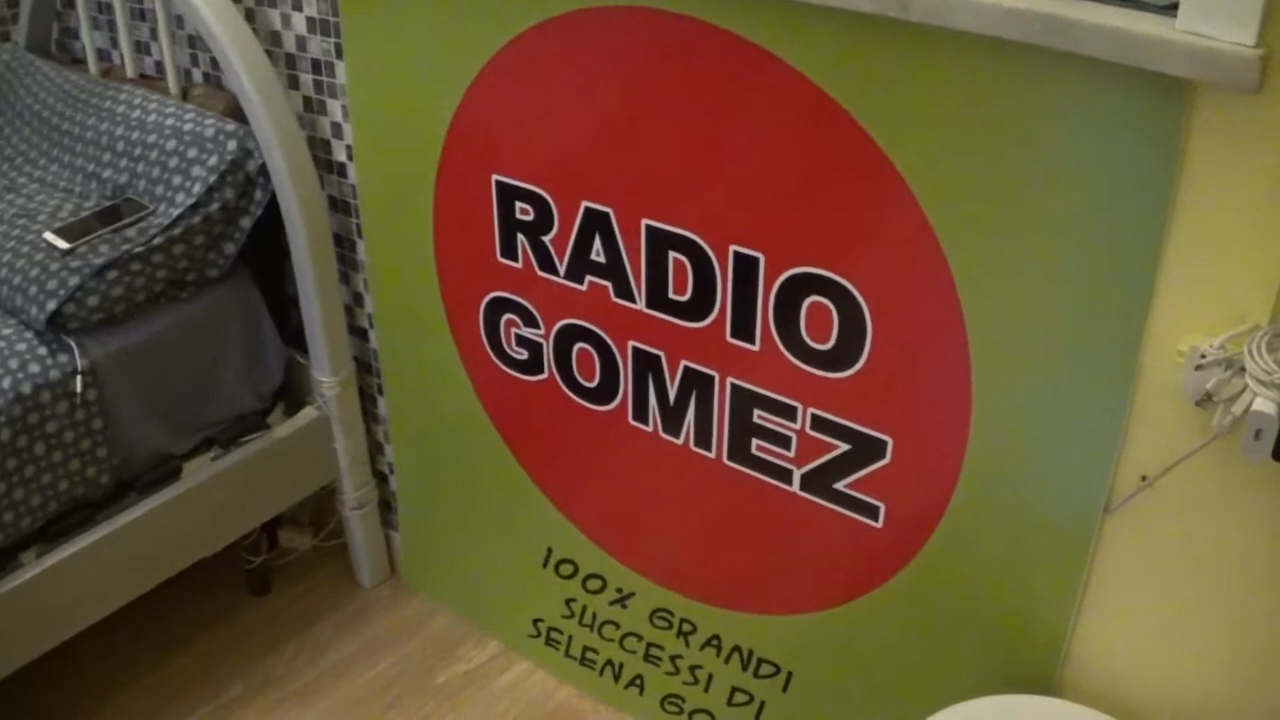 RADIO
GOMEZ
100% GRANDI
SUCCESSI DI
SELENA